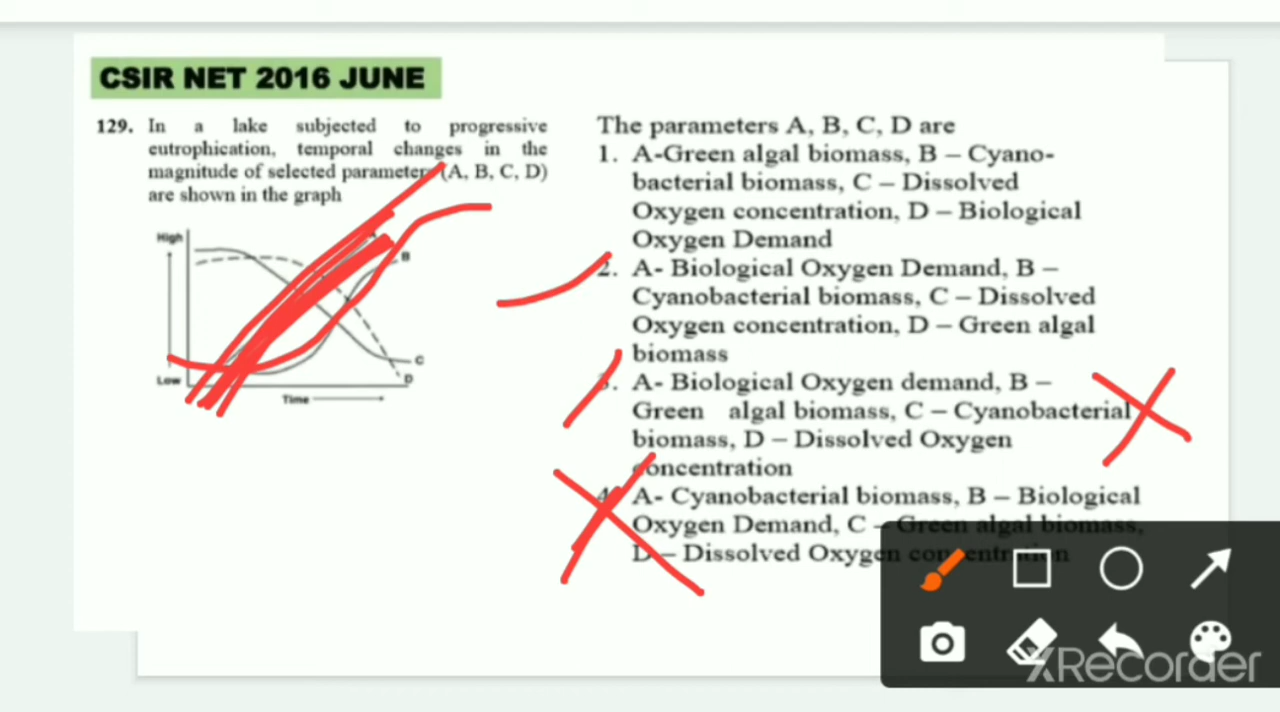 CSIR NET 2016 JUNE
129. In a lake subjected to progressive
eutrophication, temporal changes in the
magnitude of selected parameters (A, B, C, D)
are shown in the graph
High
B
C
Low
D
Time
The parameters A, B, C, D are
1. A-Green algal biomass, B – Cyano-
bacterial biomass, C – Dissolved
Oxygen concentration, D – Biological
Oxygen Demand
2. A- Biological Oxygen Demand, B –
Cyanobacterial biomass, C – Dissolved
Oxygen concentration, D – Green algal
biomass
3. A- Biological Oxygen demand, B –
Green algal biomass, C – Cyanobacterial
biomass, D – Dissolved Oxygen
concentration
4. A- Cyanobacterial biomass, B – Biological
Oxygen Demand, C – Green algal biomass,
D – Dissolved Oxygen concentration
XRecorder